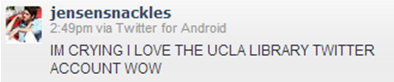 jensensnackles
2:49pm via Twitter for Android
IM CRYING I LOVE THE UCLA LIBRARY TWITTER
ACCOUNT WOW